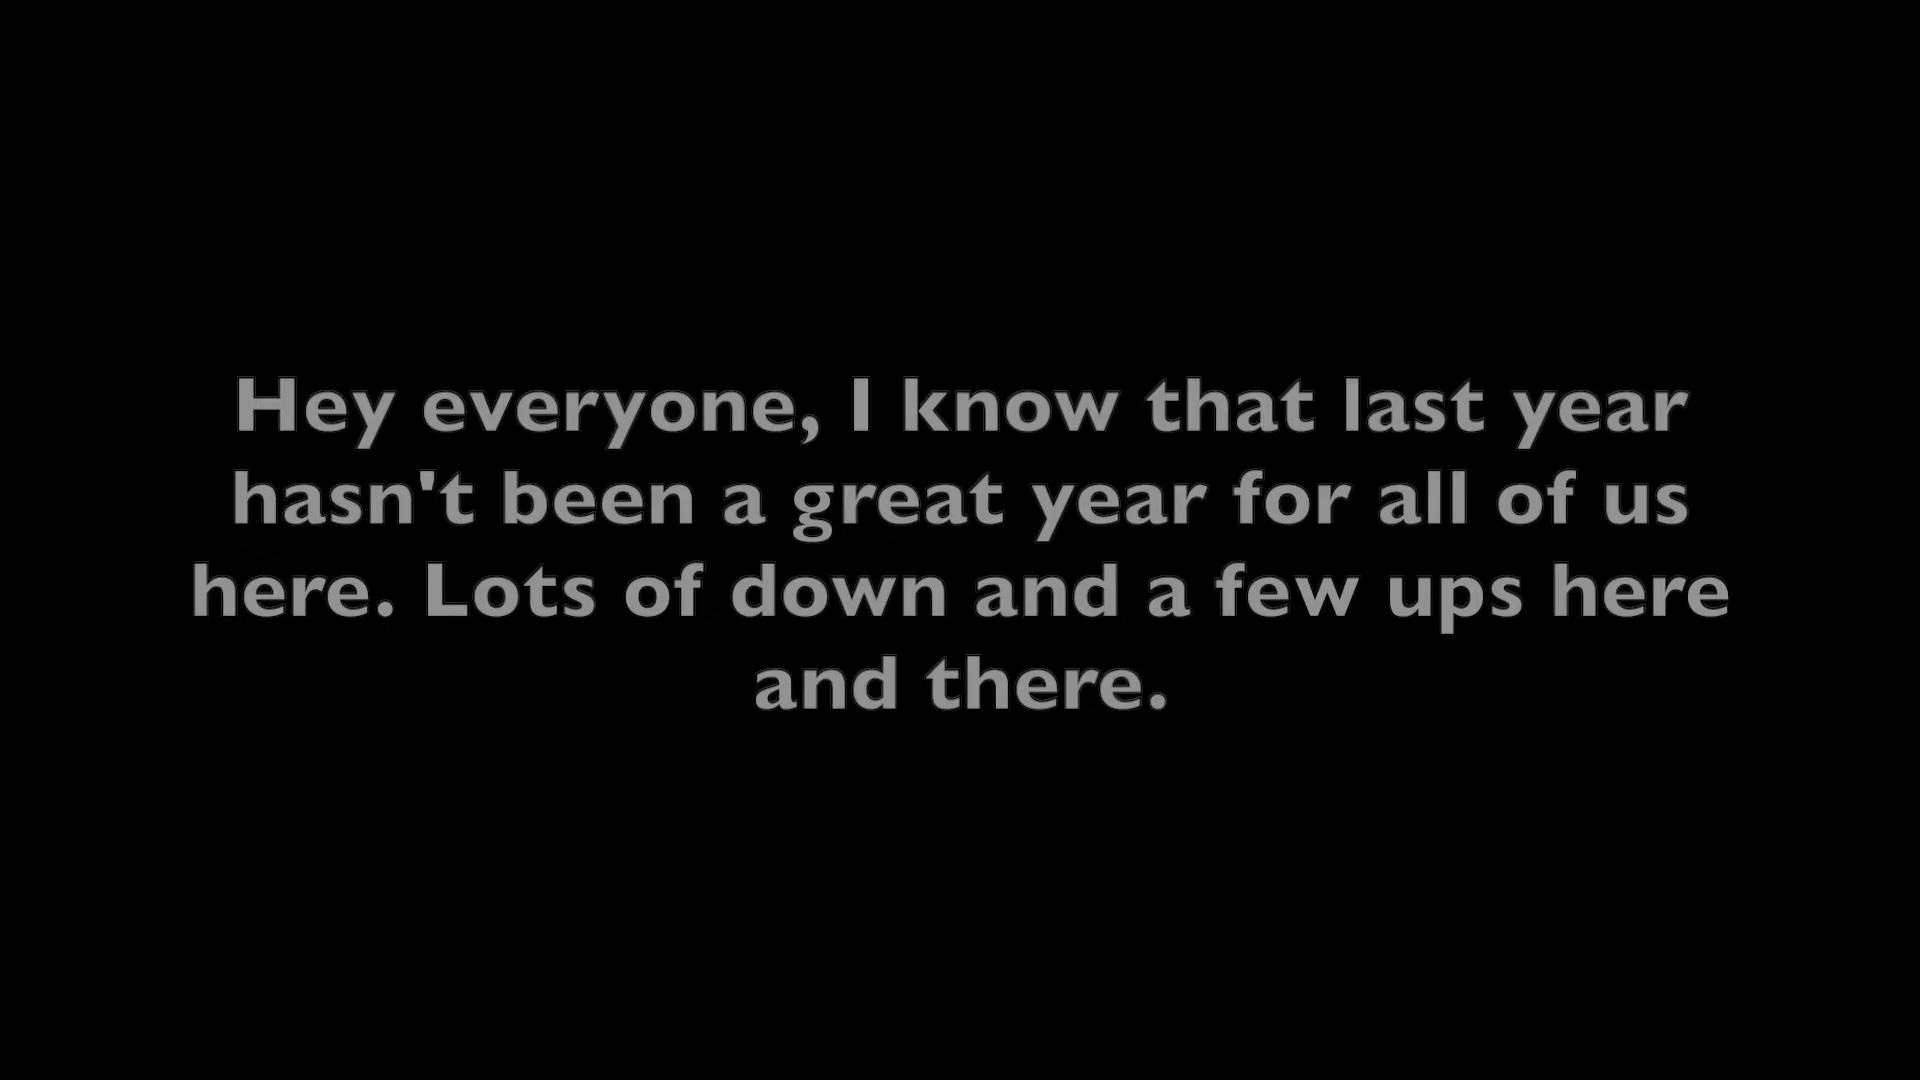 Hey everyone, I know that last year
hasn't been a great year for all of us
here. Lots of down and a few ups here
and there.